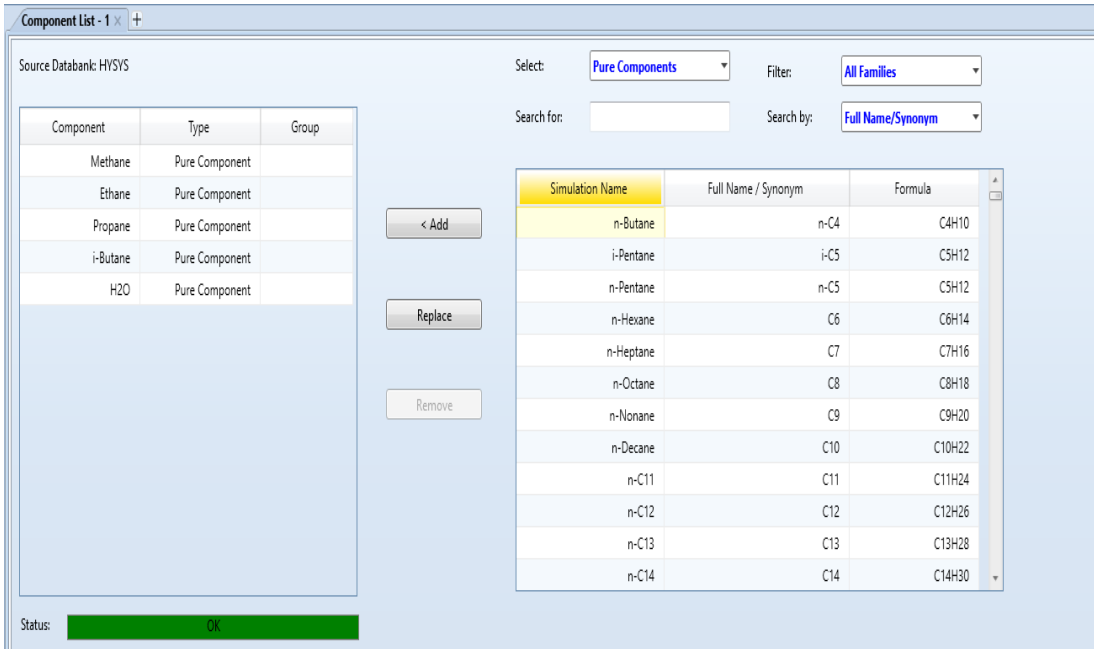 Component List - 1 × +
Source Databank: HYSYS
Select: Pure Components Filter: All Families
Search for: Search by: Full Name/Synonym
Component Type Group
Methane Pure Component
Ethane Pure Component
Propane Pure Component
i-Butane Pure Component
H2O Pure Component
< Add
Replace
Remove
Simulation Name Full Name / Synonym Formula
n-Butane n-C4 C4H10
i-Pentane i-C5 C5H12
n-Pentane n-C5 C5H12
n-Hexane C6 C6H14
n-Heptane C7 C7H16
n-Octane C8 C8H18
n-Nonane C9 C9H20
n-Decane C10 C10H22
n-C11 C11 C11H24
n-C12 C12 C12H26
n-C13 C13 C13H28
n-C14 C14 C14H30
Status: OK